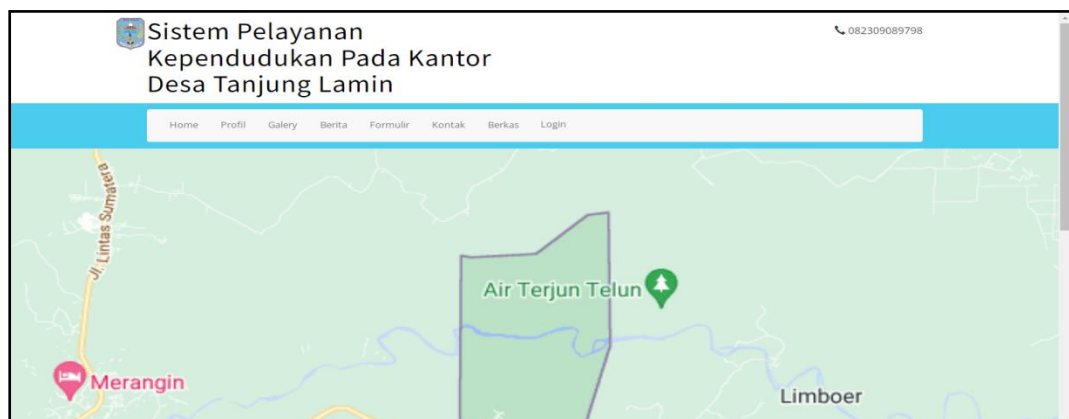 Sistem Pelayanan
Kependudukan Pada Kantor
Desa Tanjung Lamin
082309089798
Home Profil Galery Berita Formulir Kontak Berkas Login
Jl. Lintas Sumatera
Air Terjun Telun
Merangin
Limboer